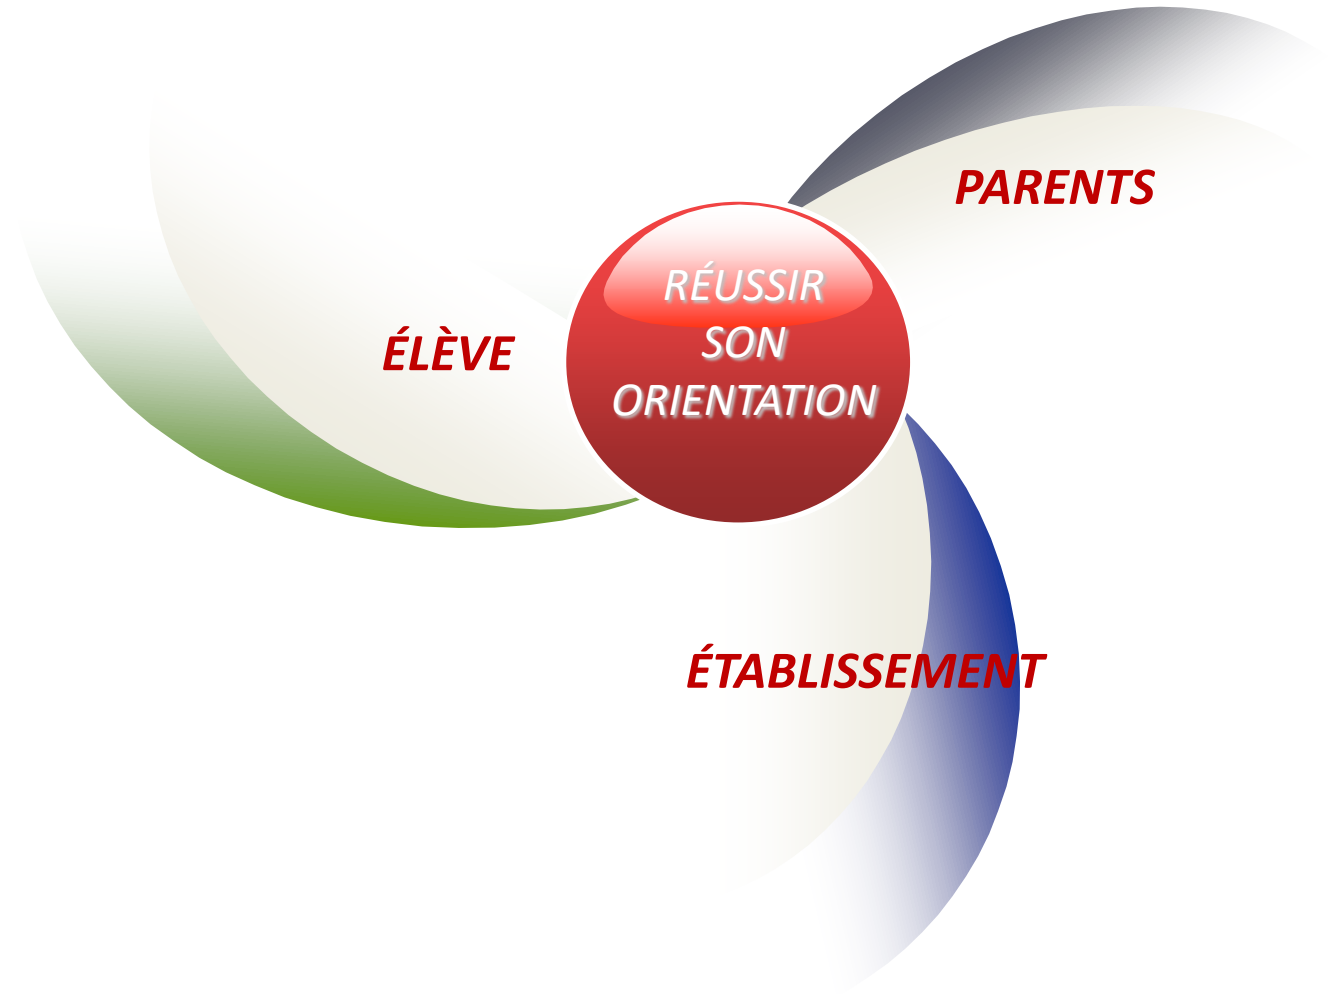 PARENTS
RÉUSSIR
SON
ORIENTATION
ÉLÈVE
ÉTABLISSEMENT